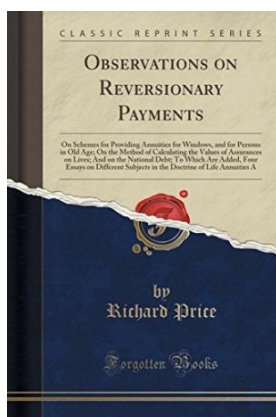 CLASSIC REPRINT SERIES
OBSERVATIONS ON
REVERSIONARY
PAYMENTS
On Schemes for Providing Annuities for Windows, and for Persons
in Old Age; On the Method of Calculating the Values of Assurances
on Lives; And on the National Debt; To Which Are Added, Four
Essays on Different Subjects in the Doctrine of Life Annuities A
by
Richard Price
Forgotten Books